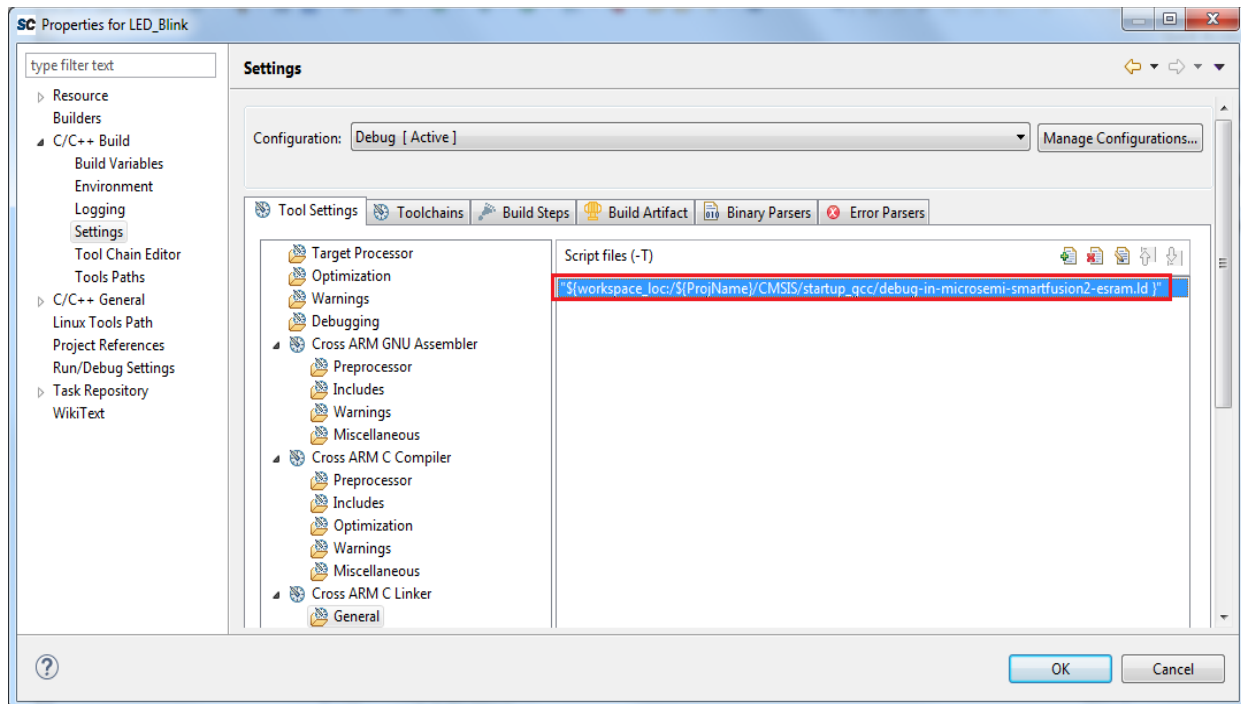 SC Properties for LED_Blink
type filter text
Resource
Builders
C/C++ Build
Build Variables
Environment
Logging
Settings
Tool Chain Editor
Tools Paths
C/C++ General
Linux Tools Path
Project References
Run/Debug Settings
Task Repository
WikiText
Settings
Configuration: Debug [ Active ] Manage Configurations...
Tool Settings Toolchains Build Steps Build Artifact Binary Parsers Error Parsers
Target Processor
Optimization
Warnings
Debugging
Cross ARM GNU Assembler
Preprocessor
Includes
Warnings
Miscellaneous
Cross ARM C Compiler
Preprocessor
Includes
Optimization
Warnings
Miscellaneous
Cross ARM C Linker
General
Script files (-T)
"${workspace_loc:/${ProjName}/CMSIS/startup_gcc/debug-in-microsemi-smartfusion2-esram.ld }"
? OK Cancel